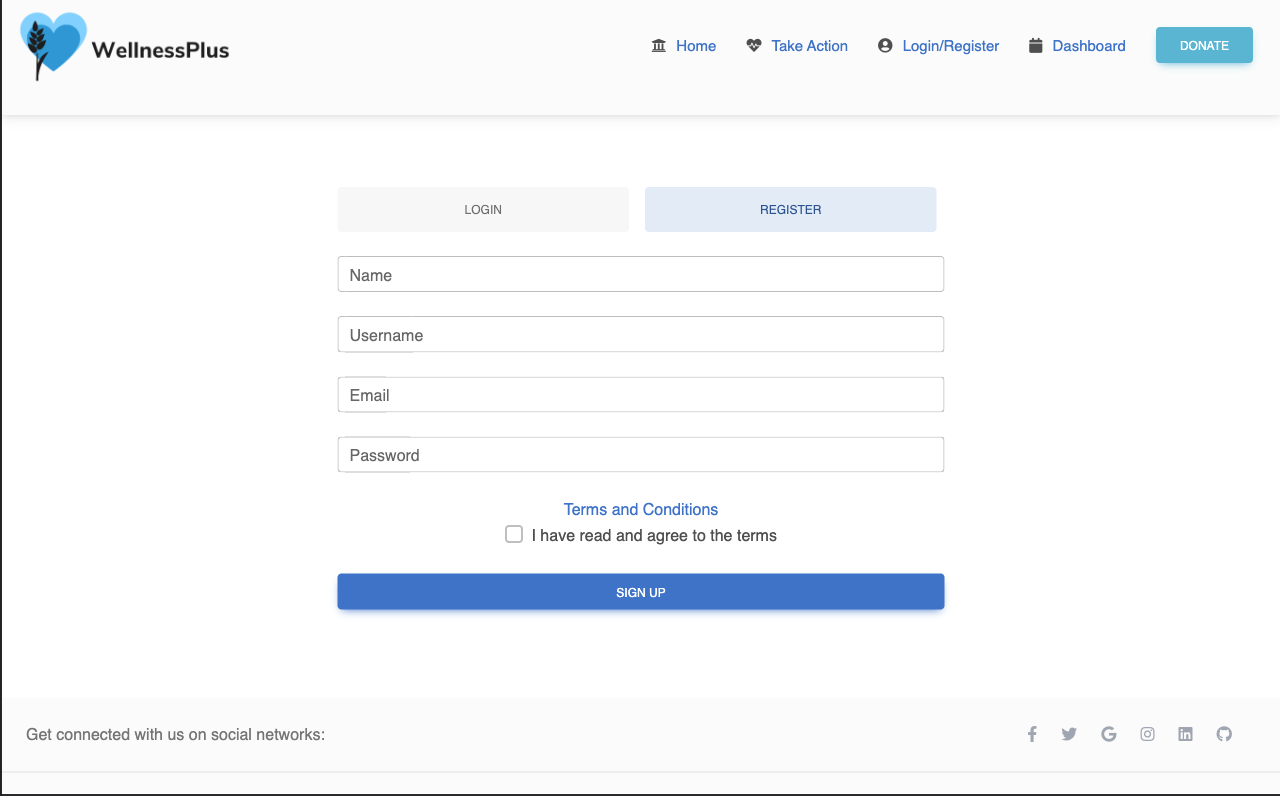 WellnessPlus
Home Take Action Login/Register Dashboard DONATE
LOGIN REGISTER
Name
Username
Email
Password
Terms and Conditions
I have read and agree to the terms
SIGN UP
Get connected with us on social networks: